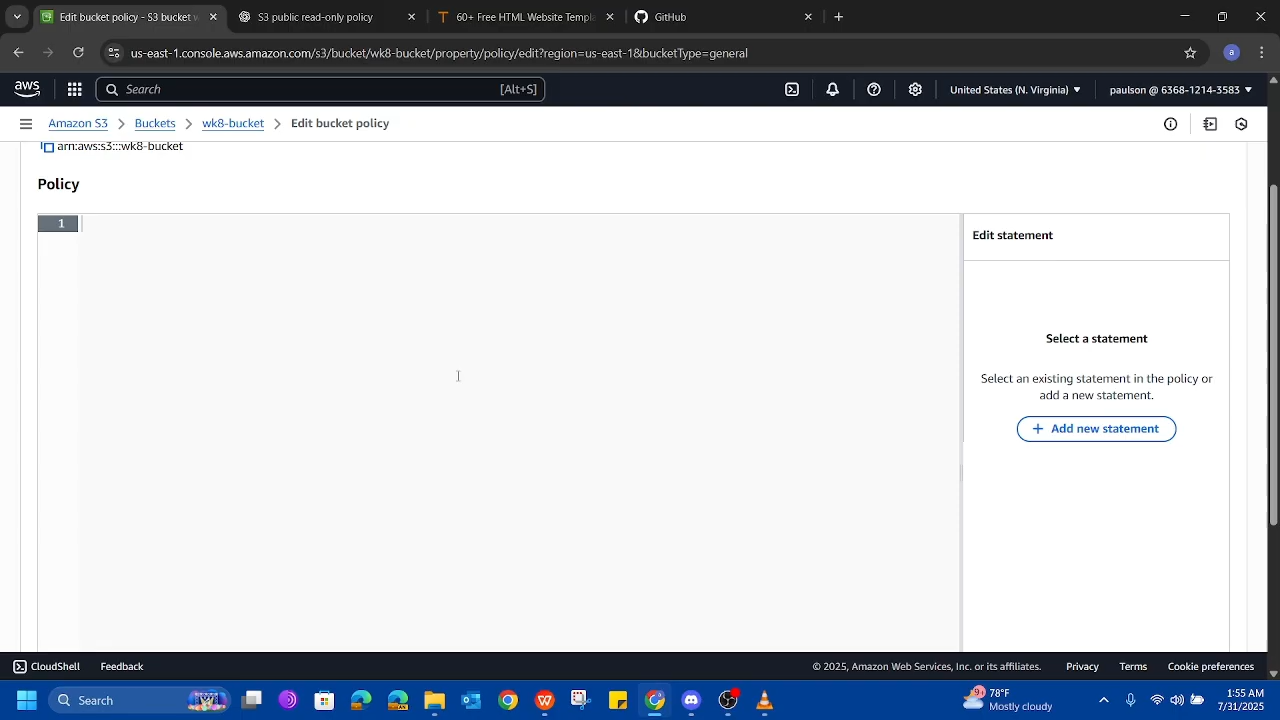 Edit bucket policy - S3 bucket w
S3 public read-only policy
60+ Free HTML Website Templa
GitHub
us-east-1.console.aws.amazon.com/s3/bucket/wk8-bucket/property/policy/edit?region=us-east-1&bucketType=general
a
aws
Search
[Alt+S]
United States (N. Virginia)
paulson @ 6368-1214-3583
Amazon S3
Buckets
wk8-bucket
Edit bucket policy
arn:aws:s3:::wk8-bucket
Policy
1
Edit statement
Select a statement
Select an existing statement in the policy or
add a new statement.
+ Add new statement
CloudShell
Feedback
© 2025, Amazon Web Services, Inc. or its affiliates.
Privacy
Terms
Cookie preferences
Search
78°F
Mostly cloudy
1:55 AM
7/31/2025